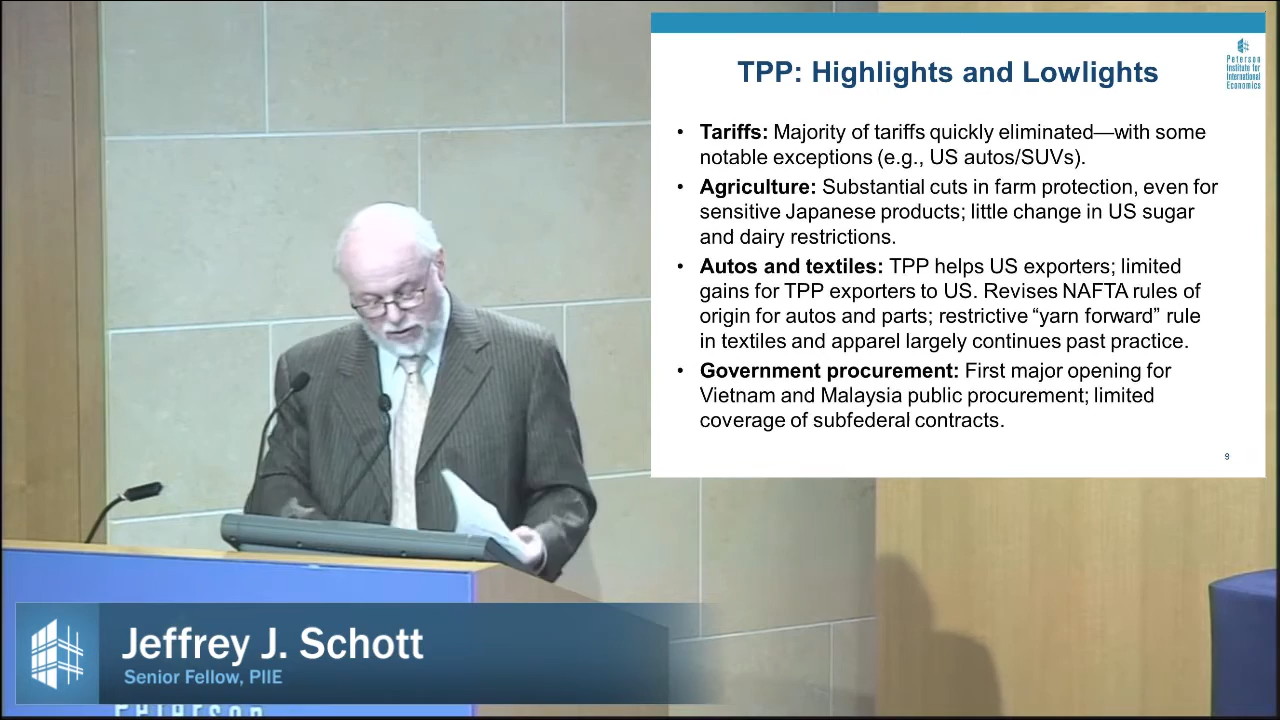 TPP: Highlights and Lowlights
Peterson
Institute for
International
Economics
• Tariffs: Majority of tariffs quickly eliminated—with some
notable exceptions (e.g., US autos/SUVs).
• Agriculture: Substantial cuts in farm protection, even for
sensitive Japanese products; little change in US sugar
and dairy restrictions.
• Autos and textiles: TPP helps US exporters; limited
gains for TPP exporters to US. Revises NAFTA rules of
origin for autos and parts; restrictive “yarn forward” rule
in textiles and apparel largely continues past practice.
• Government procurement: First major opening for
Vietnam and Malaysia public procurement; limited
coverage of subfederal contracts.
9
Jeffrey J. Schott
Senior Fellow, PIIE
Peterson